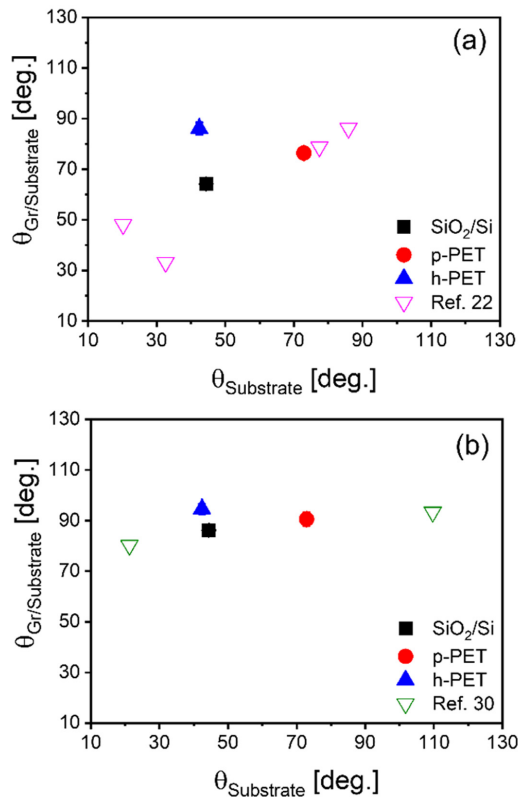 (a)
θGr/Substrate [deg.]
130
110
90
70
50
30
10
SiO2/Si
p-PET
h-PET
Ref. 22
10 30 50 70 90 110 130
θSubstrate [deg.]
(b)
θGr/Substrate [deg.]
130
110
90
70
50
30
10
SiO2/Si
p-PET
h-PET
Ref. 30
10 30 50 70 90 110 130
θSubstrate [deg.]